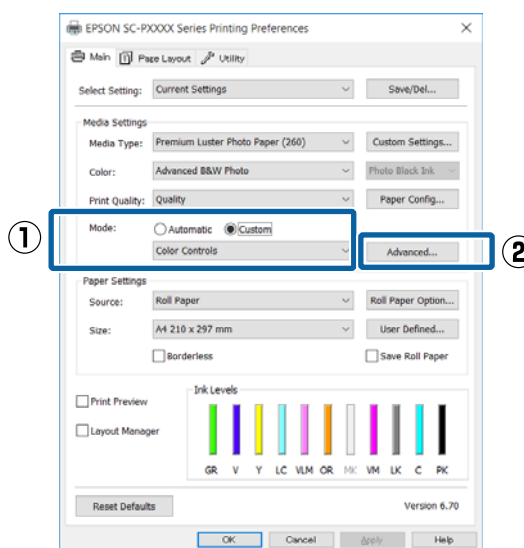 EPSON SC-PXXXX Series Printing Preferences
Main Page Layout Utility
Select Setting: Current Settings Save/Del...
Media Settings
Media Type: Premium Luster Photo Paper (260) Custom Settings...
Color: Advanced B&W Photo Photo Black Ink
Print Quality: Quality Paper Config...
① Mode: Automatic Custom
Color Controls Advanced... ②
Paper Settings
Source: Roll Paper Roll Paper Option...
Size: A4 210 x 297 mm User Defined...
Borderless Save Roll Paper
Ink Levels
Print Preview
Layout Manager
GR V Y LC VLM OR MK VM LK C PK
Reset Defaults Version 6.70
OK Cancel Apply Help